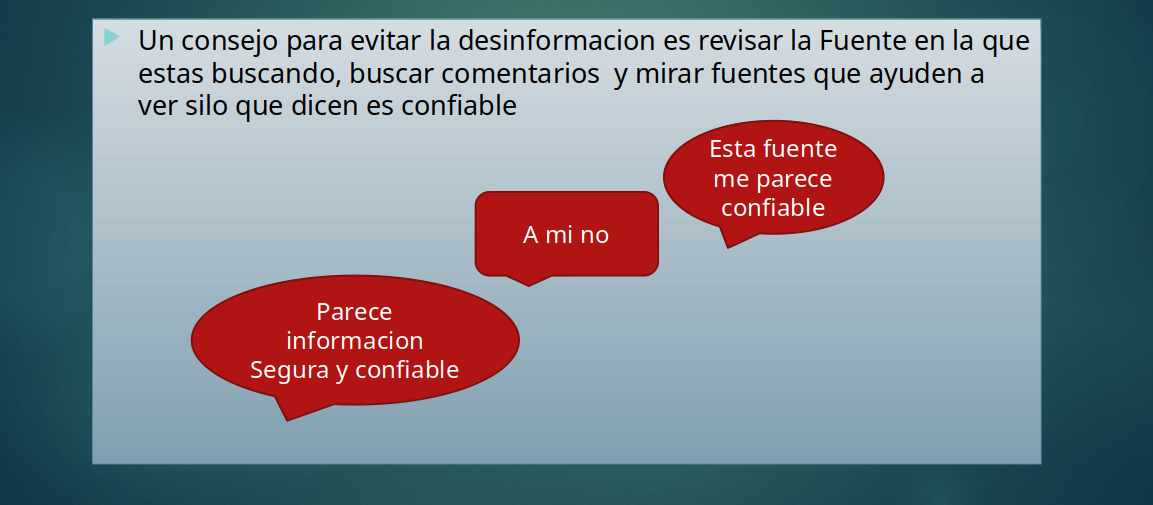 Un consejo para evitar la desinformacion es revisar la Fuente en la que
estas buscando, buscar comentarios  y mirar fuentes que ayuden a
ver silo que dicen es confiable
Esta fuente
me parece
confiable
A mi no
Parece
informacion
Segura y confiable